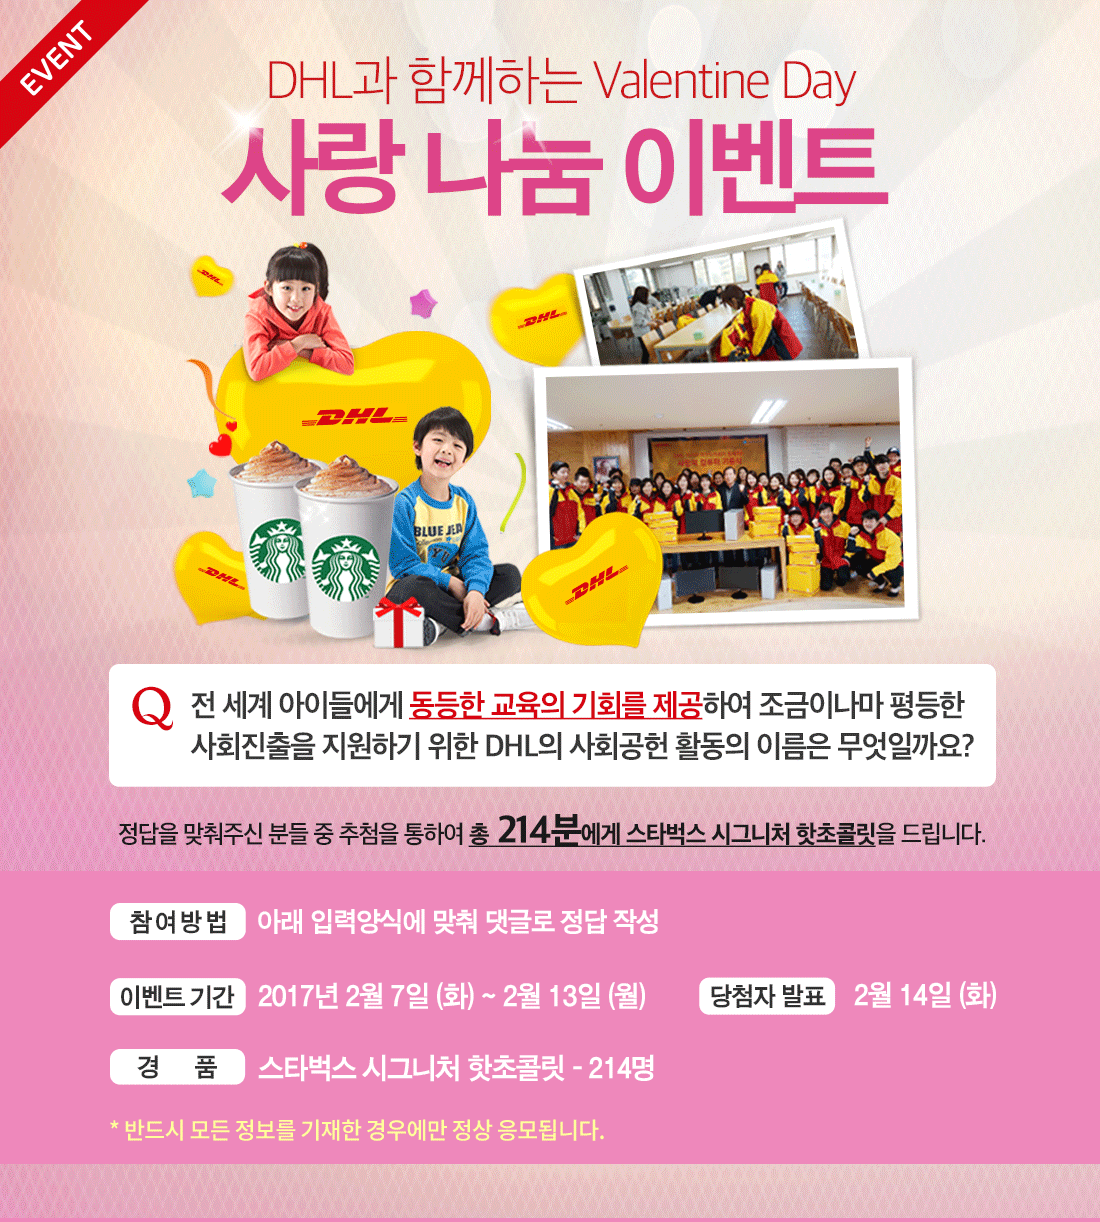 EVENT
DHL과 함께하는 Valentine Day
사랑 나눔 이벤트
DHL
DHL
DHL
BLUE JEA
DHL
DHL
Q 전 세계 아이들에게 동등한 교육의 기회를 제공하여 조금이나마 평등한
사회진출을 지원하기 위한 DHL의 사회공헌 활동의 이름은 무엇일까요?
정답을 맞춰주신 분들 중 추첨을 통하여 총 214분에게 스타벅스 시그니처 핫초콜릿을 드립니다.
참여방법 아래 입력양식에 맞춰 댓글로 정답 작성
이벤트 기간 2017년 2월 7일 (화) ~ 2월 13일 (월) 당첨자 발표 2월 14일 (화)
경 품 스타벅스 시그니처 핫초콜릿 - 214명
* 반드시 모든 정보를 기재한 경우에만 정상 응모됩니다.